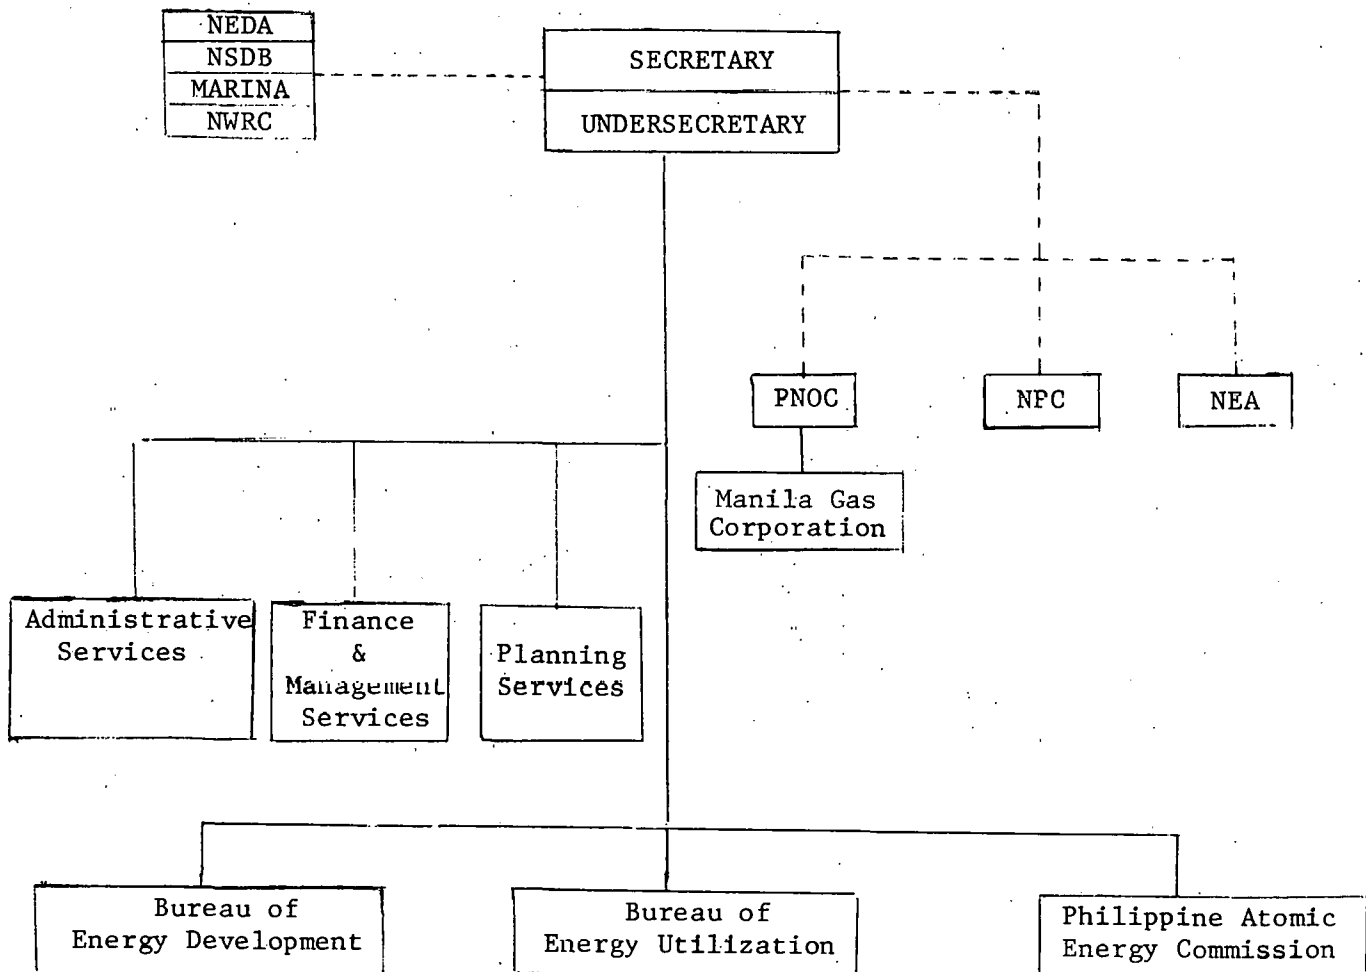 NEDA
NSDB
MARINA
NWRC
SECRETARY
UNDERSECRETARY
PNOC
NPC
NEA
Manila Gas
Corporation
Administrative
Services
Finance
&
Management
Services
Planning
Services
Bureau of
Energy Development
Bureau of
Energy Utilization
Philippine Atomic
Energy Commission